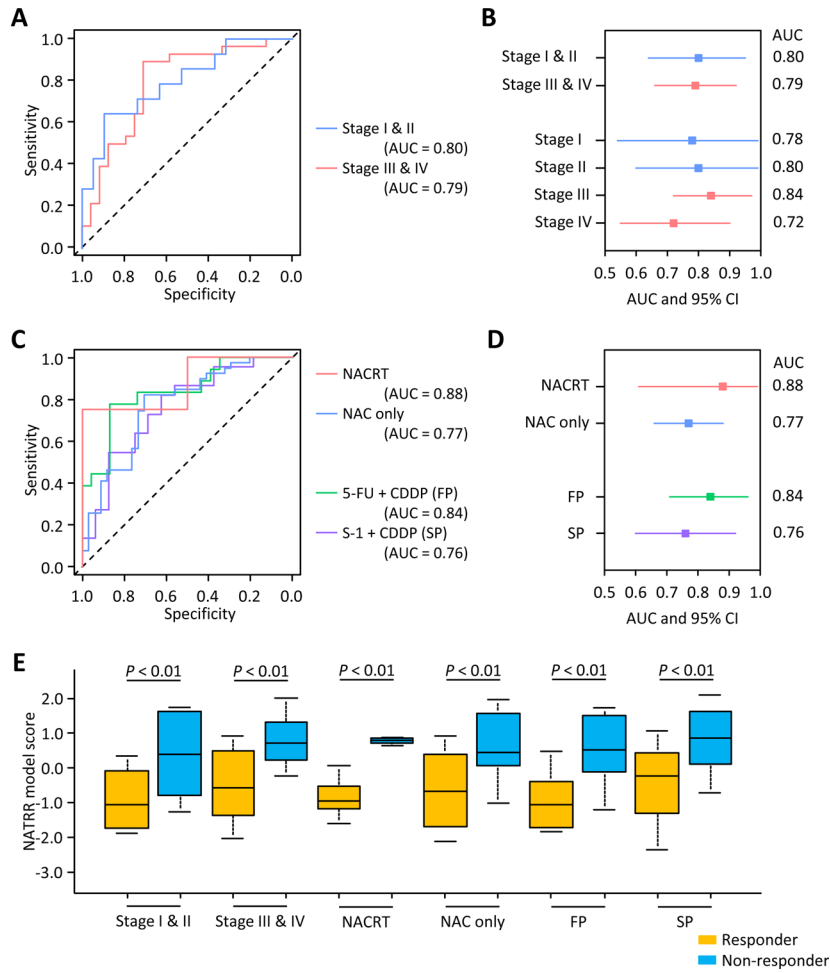 A
1.0
0.8
0.6
0.4
0.2
0.0
Sensitivity
1.0 0.8 0.6 0.4 0.2 0.0
Specificity
Stage I & II
(AUC = 0.80)
Stage III & IV
(AUC = 0.79)
B
AUC
Stage I & II 0.80
Stage III & IV 0.79
Stage I 0.78
Stage II 0.80
Stage III 0.84
Stage IV 0.72
0.5 0.6 0.7 0.8 0.9 1.0
AUC and 95% CI
C
1.0
0.8
0.6
0.4
0.2
0.0
Sensitivity
1.0 0.8 0.6 0.4 0.2 0.0
Specificity
NACRT
(AUC = 0.88)
NAC only
(AUC = 0.77)
5-FU + CDDP (FP)
(AUC = 0.84)
S-1 + CDDP (SP)
(AUC = 0.76)
D
AUC
NACRT 0.88
NAC only 0.77
FP 0.84
SP 0.76
0.5 0.6 0.7 0.8 0.9 1.0
AUC and 95% CI
E
P < 0.01 P < 0.01 P < 0.01 P < 0.01 P < 0.01 P < 0.01
2.0
1.0
0.0
-1.0
-2.0
-3.0
NATRR model score
Stage I & II Stage III & IV NACRT NAC only FP SP
Responder
Non-responder